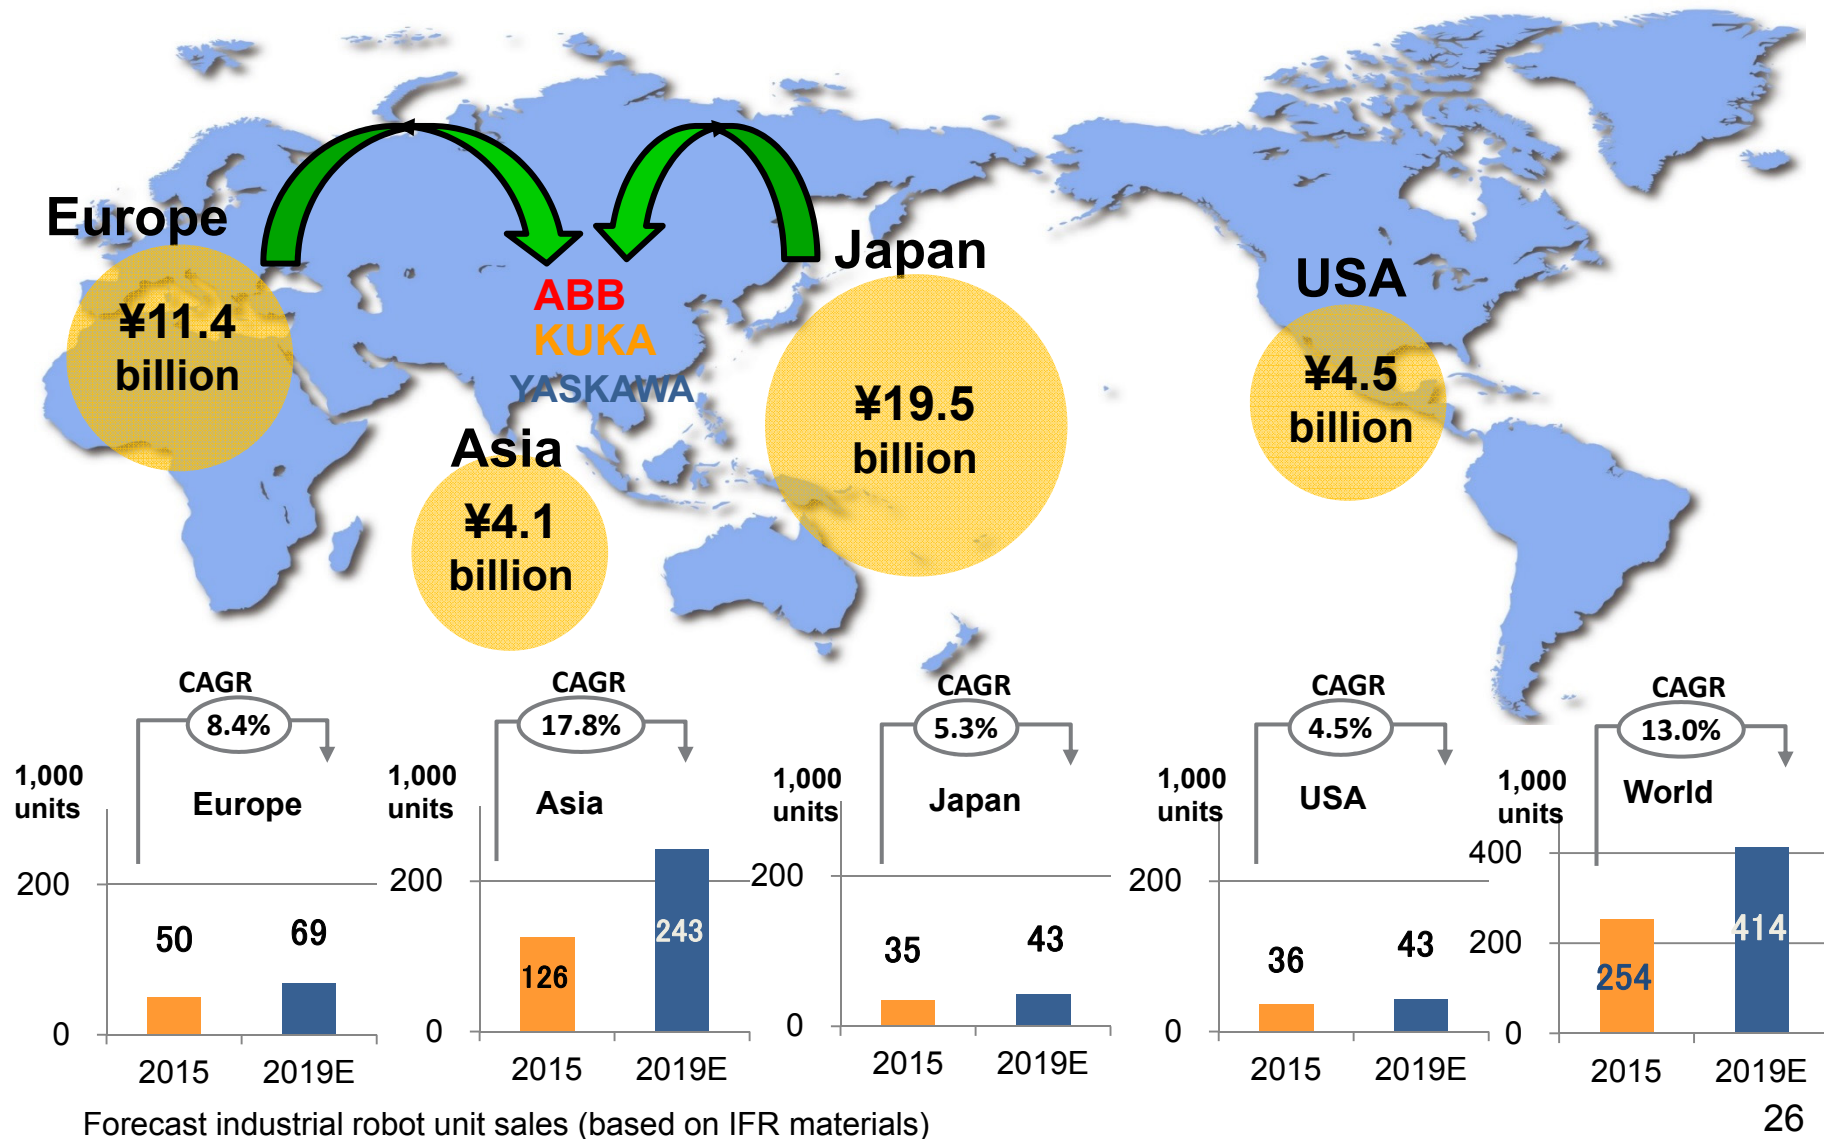 Europe
¥11.4
billion
ABB
KUKA
YASKAWA
Asia
¥4.1
billion
Japan
¥19.5
billion
USA
¥4.5
billion
CAGR
8.4%
1,000
units
Europe
200
0
50
69
2015
2019E
CAGR
17.8%
1,000
units
Asia
200
0
126
243
2015
2019E
CAGR
5.3%
1,000
units
Japan
200
0
35
43
2015
2019E
CAGR
4.5%
1,000
units
USA
200
0
36
43
2015
2019E
CAGR
13.0%
1,000
units
World
400
200
0
254
414
2015
2019E
Forecast industrial robot unit sales (based on IFR materials)
26